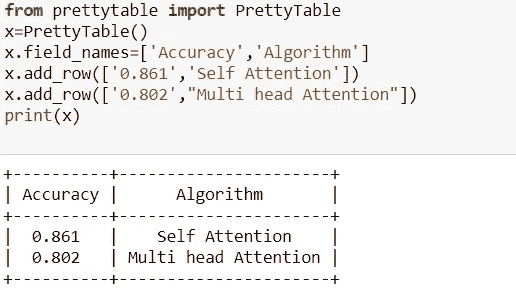 from prettytable import PrettyTable
x=PrettyTable()
x.field_names=['Accuracy','Algorithm']
x.add_row(['0.861','Self Attention'])
x.add_row(['0.802',"Multi head Attention"])
print(x)
+----------+----------------------+
| Accuracy |      Algorithm       |
+----------+----------------------+
|  0.861   |    Self Attention    |
|  0.802   | Multi head Attention |
+----------+----------------------+